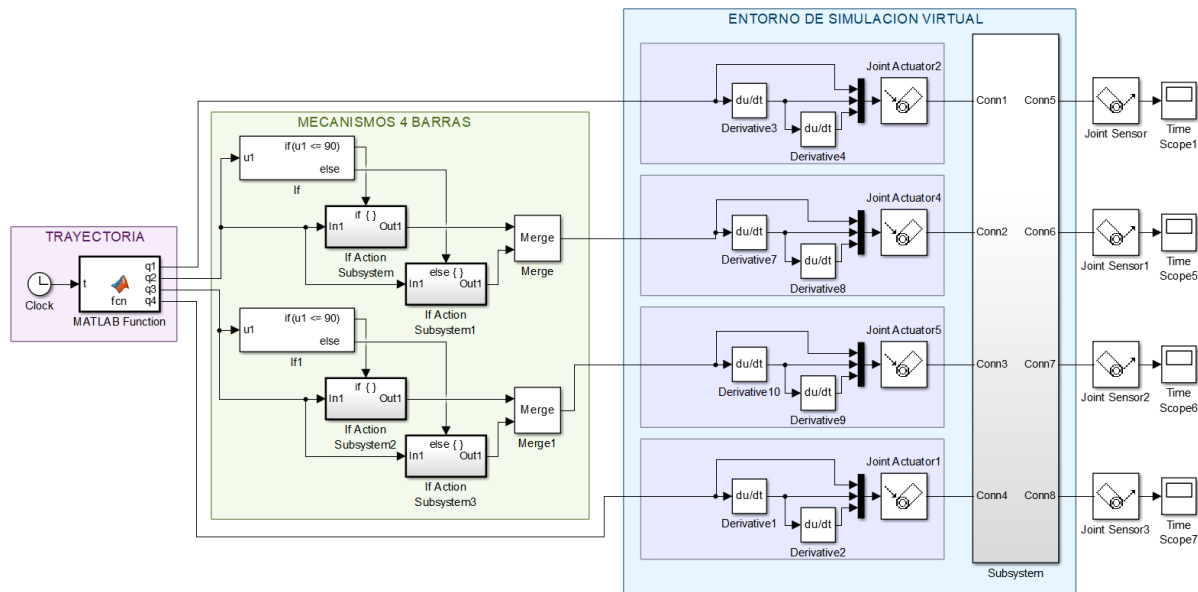 ENTORNO DE SIMULACION VIRTUAL
Joint Actuator2
du/dt
Derivative3
du/dt
Derivative4
Conn1
Conn5
Joint Sensor
Time
Scope1
MECANISMOS 4 BARRAS
u1
if(u1 <= 90)
else
If
if { }
In1
Out1
If Action
Subsystem
else { }
In1
Out1
If Action
Subsystem1
Merge
Merge
Joint Actuator4
du/dt
Derivative7
du/dt
Derivative8
Conn2
Conn6
Joint Sensor1
Time
Scope5
TRAYECTORIA
Clock
t
fcn
q1
q2
q3
q4
MATLAB Function
u1
if(u1 <= 90)
else
If1
if { }
In1
Out1
If Action
Subsystem2
else { }
In1
Out1
If Action
Subsystem3
Merge
Merge1
Joint Actuator5
du/dt
Derivative10
du/dt
Derivative9
Conn3
Conn7
Joint Sensor2
Time
Scope6
Joint Actuator1
du/dt
Derivative1
du/dt
Derivative2
Conn4
Conn8
Joint Sensor3
Time
Scope7
Subsystem